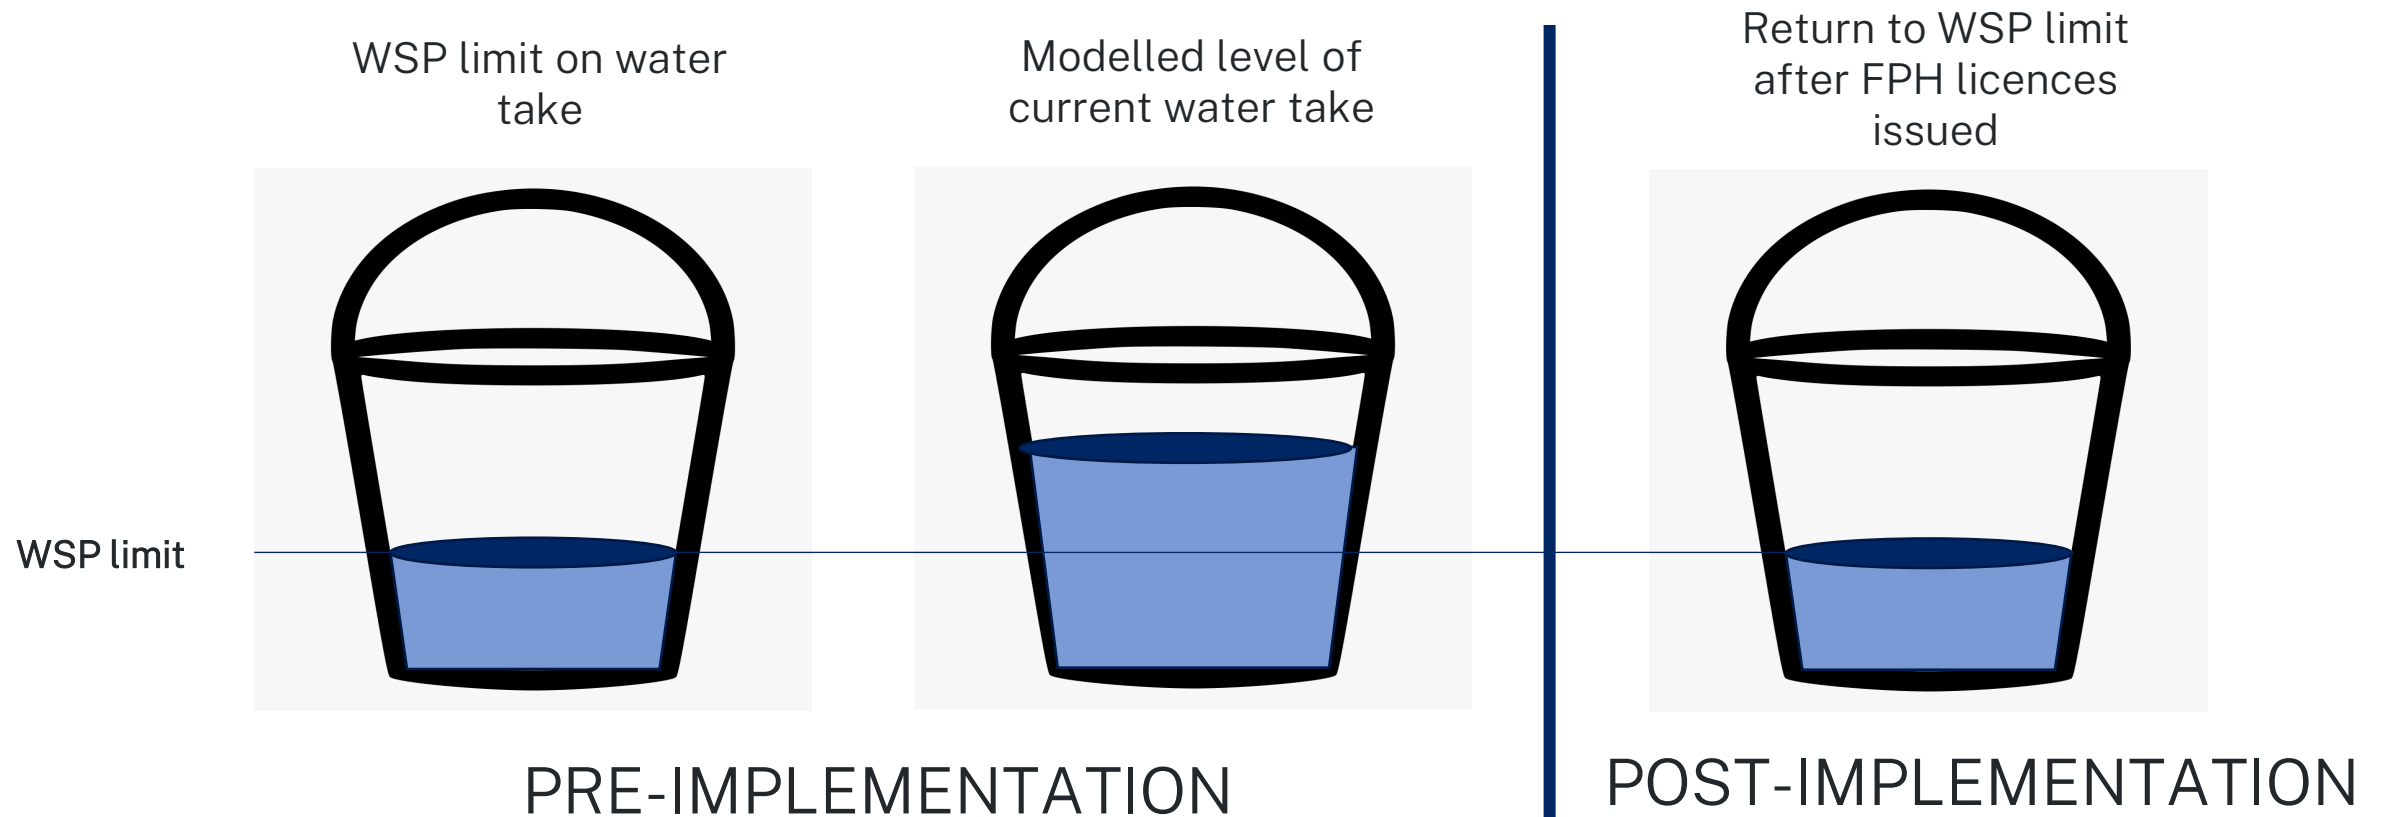 WSP limit on water
take
Modelled level of
current water take
Return to WSP limit
after FPH licences
issued
WSP limit
PRE-IMPLEMENTATION
POST-IMPLEMENTATION